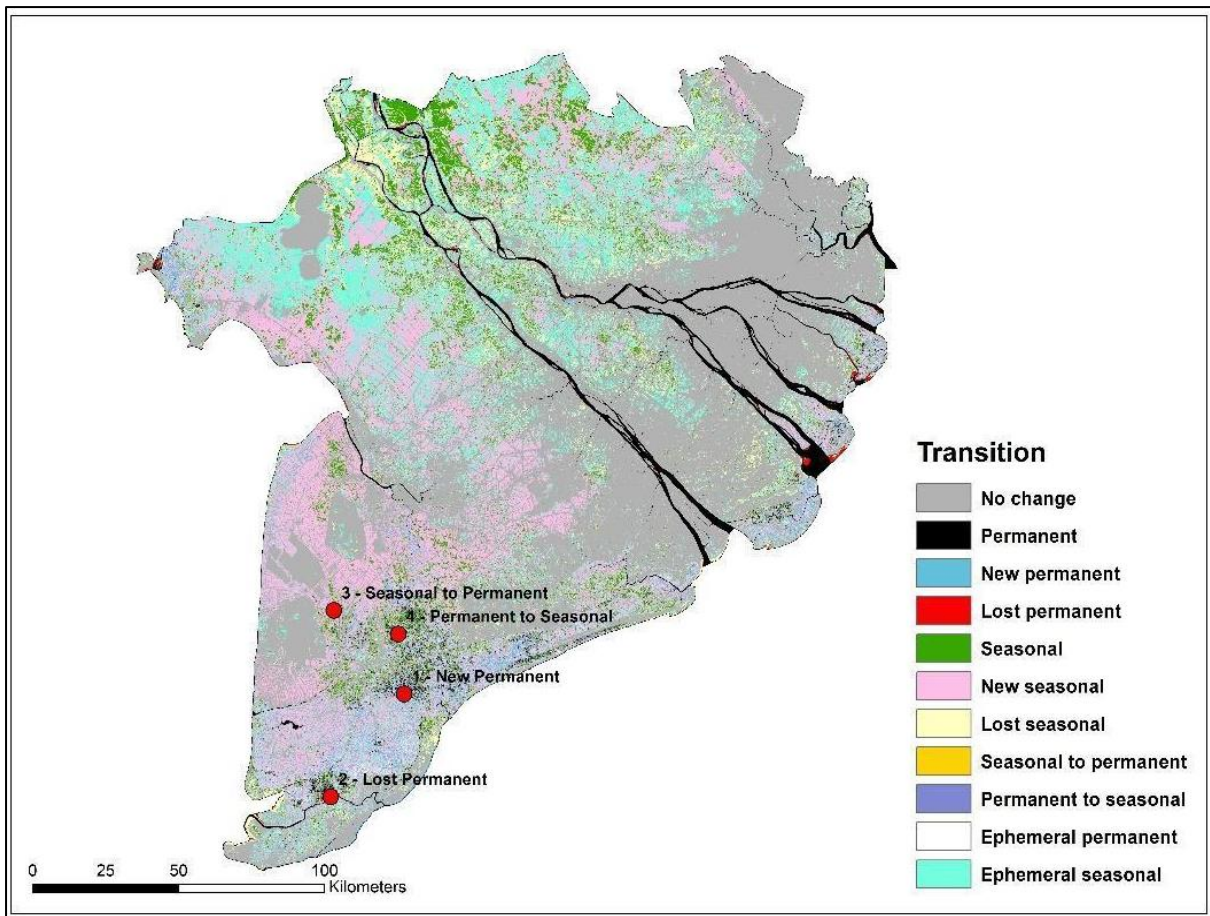 3 - Seasonal to Permanent
4 - Permanent to Seasonal
1 - New Permanent
2 - Lost Permanent
0 50 100
Kilometers
Transition
No change
Permanent
New permanent
Lost permanent
Seasonal
New seasonal
Lost seasonal
Seasonal to permanent
Permanent to seasonal
Ephemeral permanent
Ephemeral seasonal